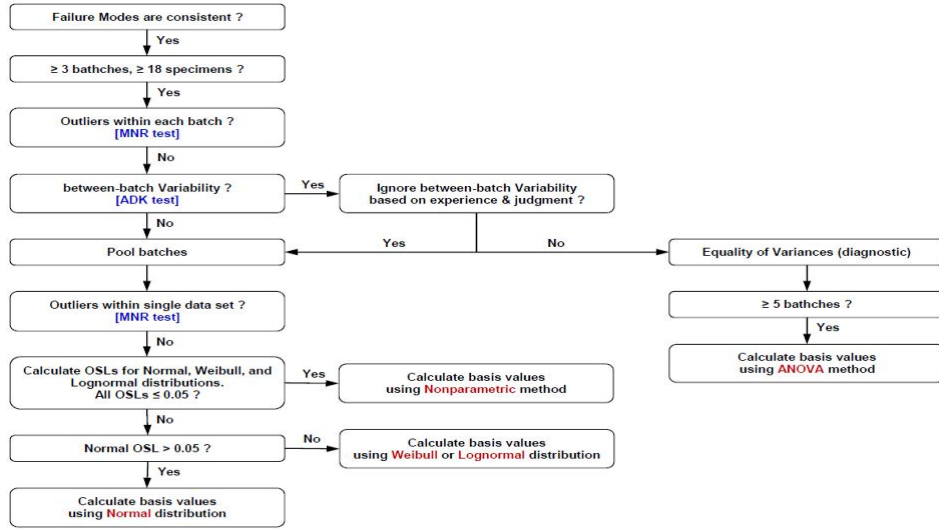 Failure Modes are consistent ?
Yes
≥ 3 bathches, ≥ 18 specimens ?
Yes
Outliers within each batch ?
[MNR test]
No
between-batch Variability ?
[ADK test]
Yes
Ignore between-batch Variability
based on experience & judgment ?
No
Yes
No
Pool batches
Equality of Variances (diagnostic)
Outliers within single data set ?
[MNR test]
≥ 5 bathches ?
No
Yes
Calculate OSLs for Normal, Weibull, and
Lognormal distributions.
All OSLs ≤ 0.05 ?
Yes
Calculate basis values
using Nonparametric method
Calculate basis values
using ANOVA method
No
Normal OSL > 0.05 ?
No
Calculate basis values
using Weibull or Lognormal distribution
Yes
Calculate basis values
using Normal distribution